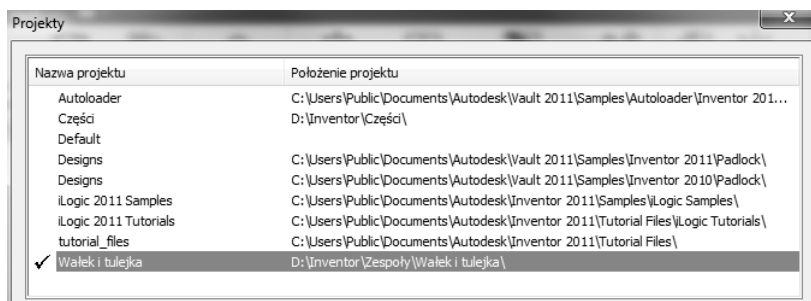 Projekty
Nazwa projektu Położenie projektu
Autoloader C:\Users\Public\Documents\Autodesk\Vault 2011\Samples\Autoloader\Inventor 201...
Części D:\Inventor\Części\
Default
Designs C:\Users\Public\Documents\Autodesk\Vault 2011\Samples\Inventor 2011\Padlock\
Designs C:\Users\Public\Documents\Autodesk\Vault 2011\Samples\Inventor 2010\Padlock\
iLogic 2011 Samples C:\Users\Public\Documents\Autodesk\Inventor 2011\Samples\iLogic Samples\
iLogic 2011 Tutorials C:\Users\Public\Documents\Autodesk\Inventor 2011\Tutorial Files\iLogic Tutorials\
tutorial_files C:\Users\Public\Documents\Autodesk\Inventor 2011\Tutorial Files\
Wałek i tulejka D:\Inventor\Zespoły\Wałek i tulejka\